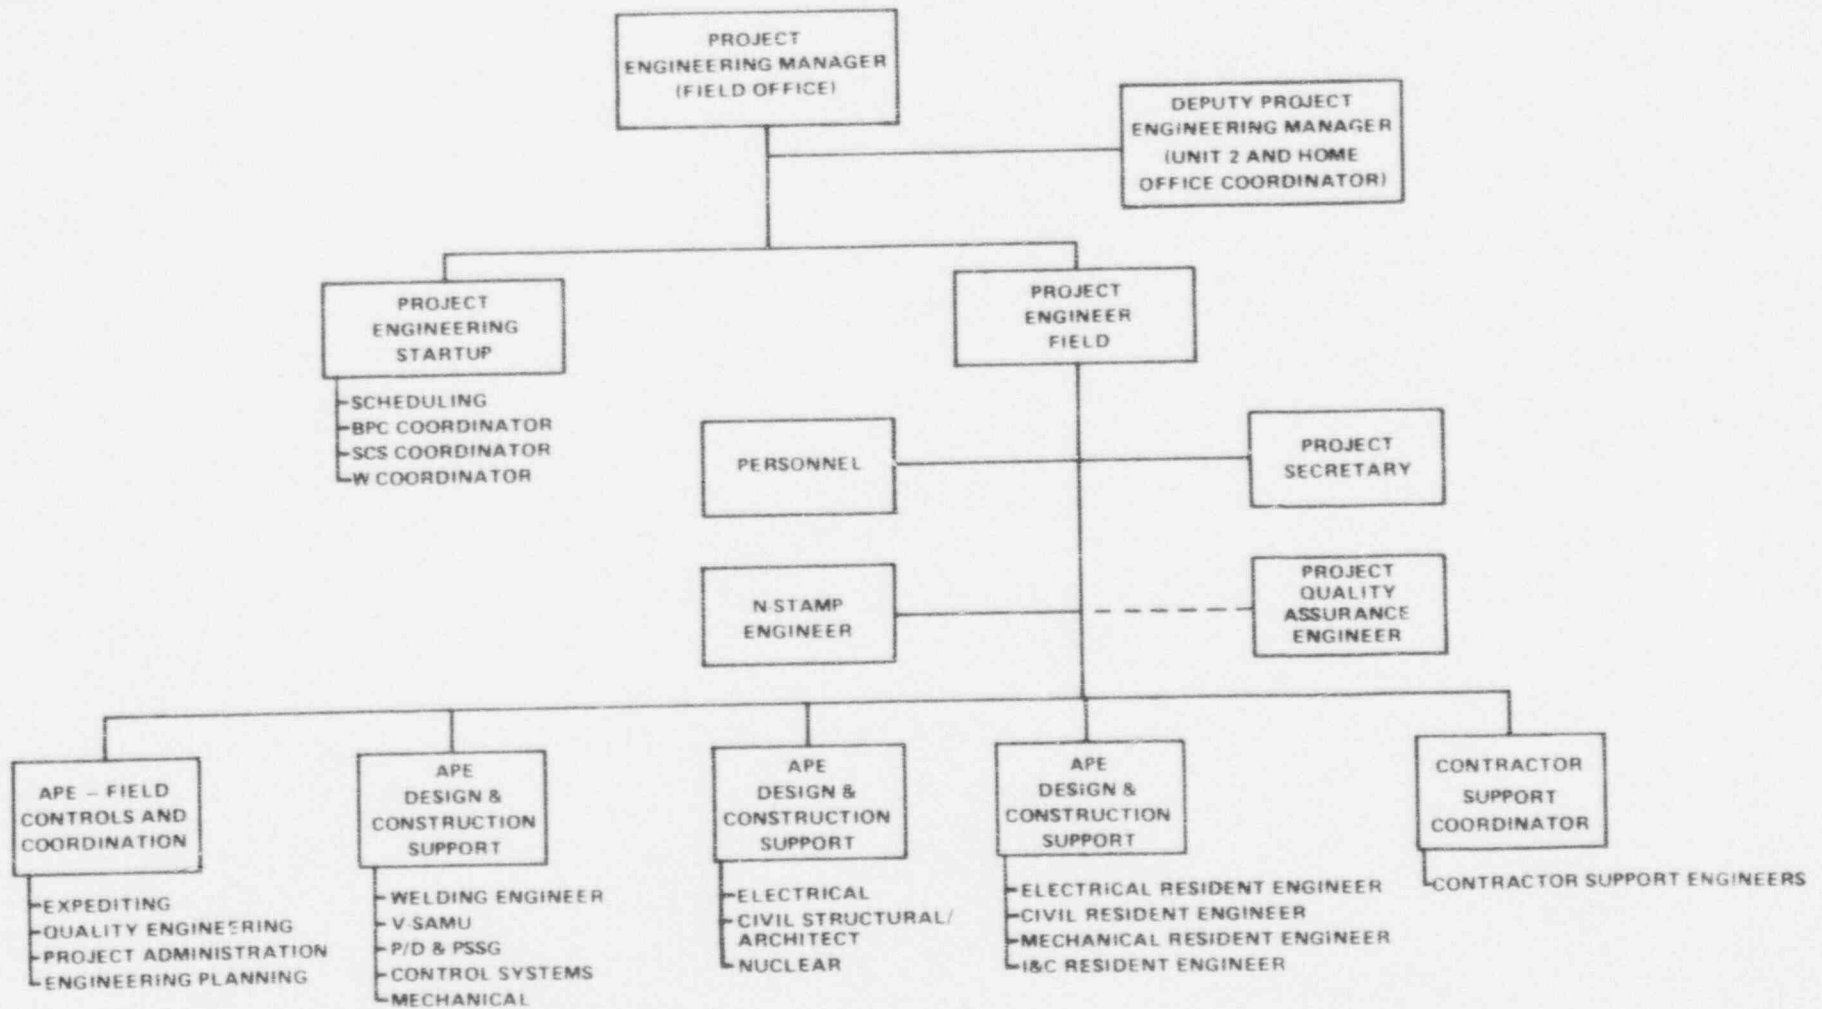 PROJECT
ENGINEERING MANAGER
(FIELD OFFICE)
DEPUTY PROJECT
ENGINEERING MANAGER
(UNIT 2 AND HOME
OFFICE COORDINATOR)
PROJECT
ENGINEERING
STARTUP
SCHEDULING
BPC COORDINATOR
SCS COORDINATOR
W COORDINATOR
PROJECT
ENGINEER
FIELD
PERSONNEL
PROJECT
SECRETARY
N-STAMP
ENGINEER
PROJECT
QUALITY
ASSURANCE
ENGINEER
APE – FIELD
CONTROLS AND
COORDINATION
EXPEDITING
QUALITY ENGINEERING
PROJECT ADMINISTRATION
ENGINEERING PLANNING
APE
DESIGN &
CONSTRUCTION
SUPPORT
WELDING ENGINEER
V-SAMU
P/D & PSSG
CONTROL SYSTEMS
MECHANICAL
APE
DESIGN &
CONSTRUCTION
SUPPORT
ELECTRICAL
CIVIL STRUCTURAL/
ARCHITECT
NUCLEAR
APE
DESIGN &
CONSTRUCTION
SUPPORT
ELECTRICAL RESIDENT ENGINEER
CIVIL RESIDENT ENGINEER
MECHANICAL RESIDENT ENGINEER
I&C RESIDENT ENGINEER
CONTRACTOR
SUPPORT
COORDINATOR
CONTRACTOR SUPPORT ENGINEERS